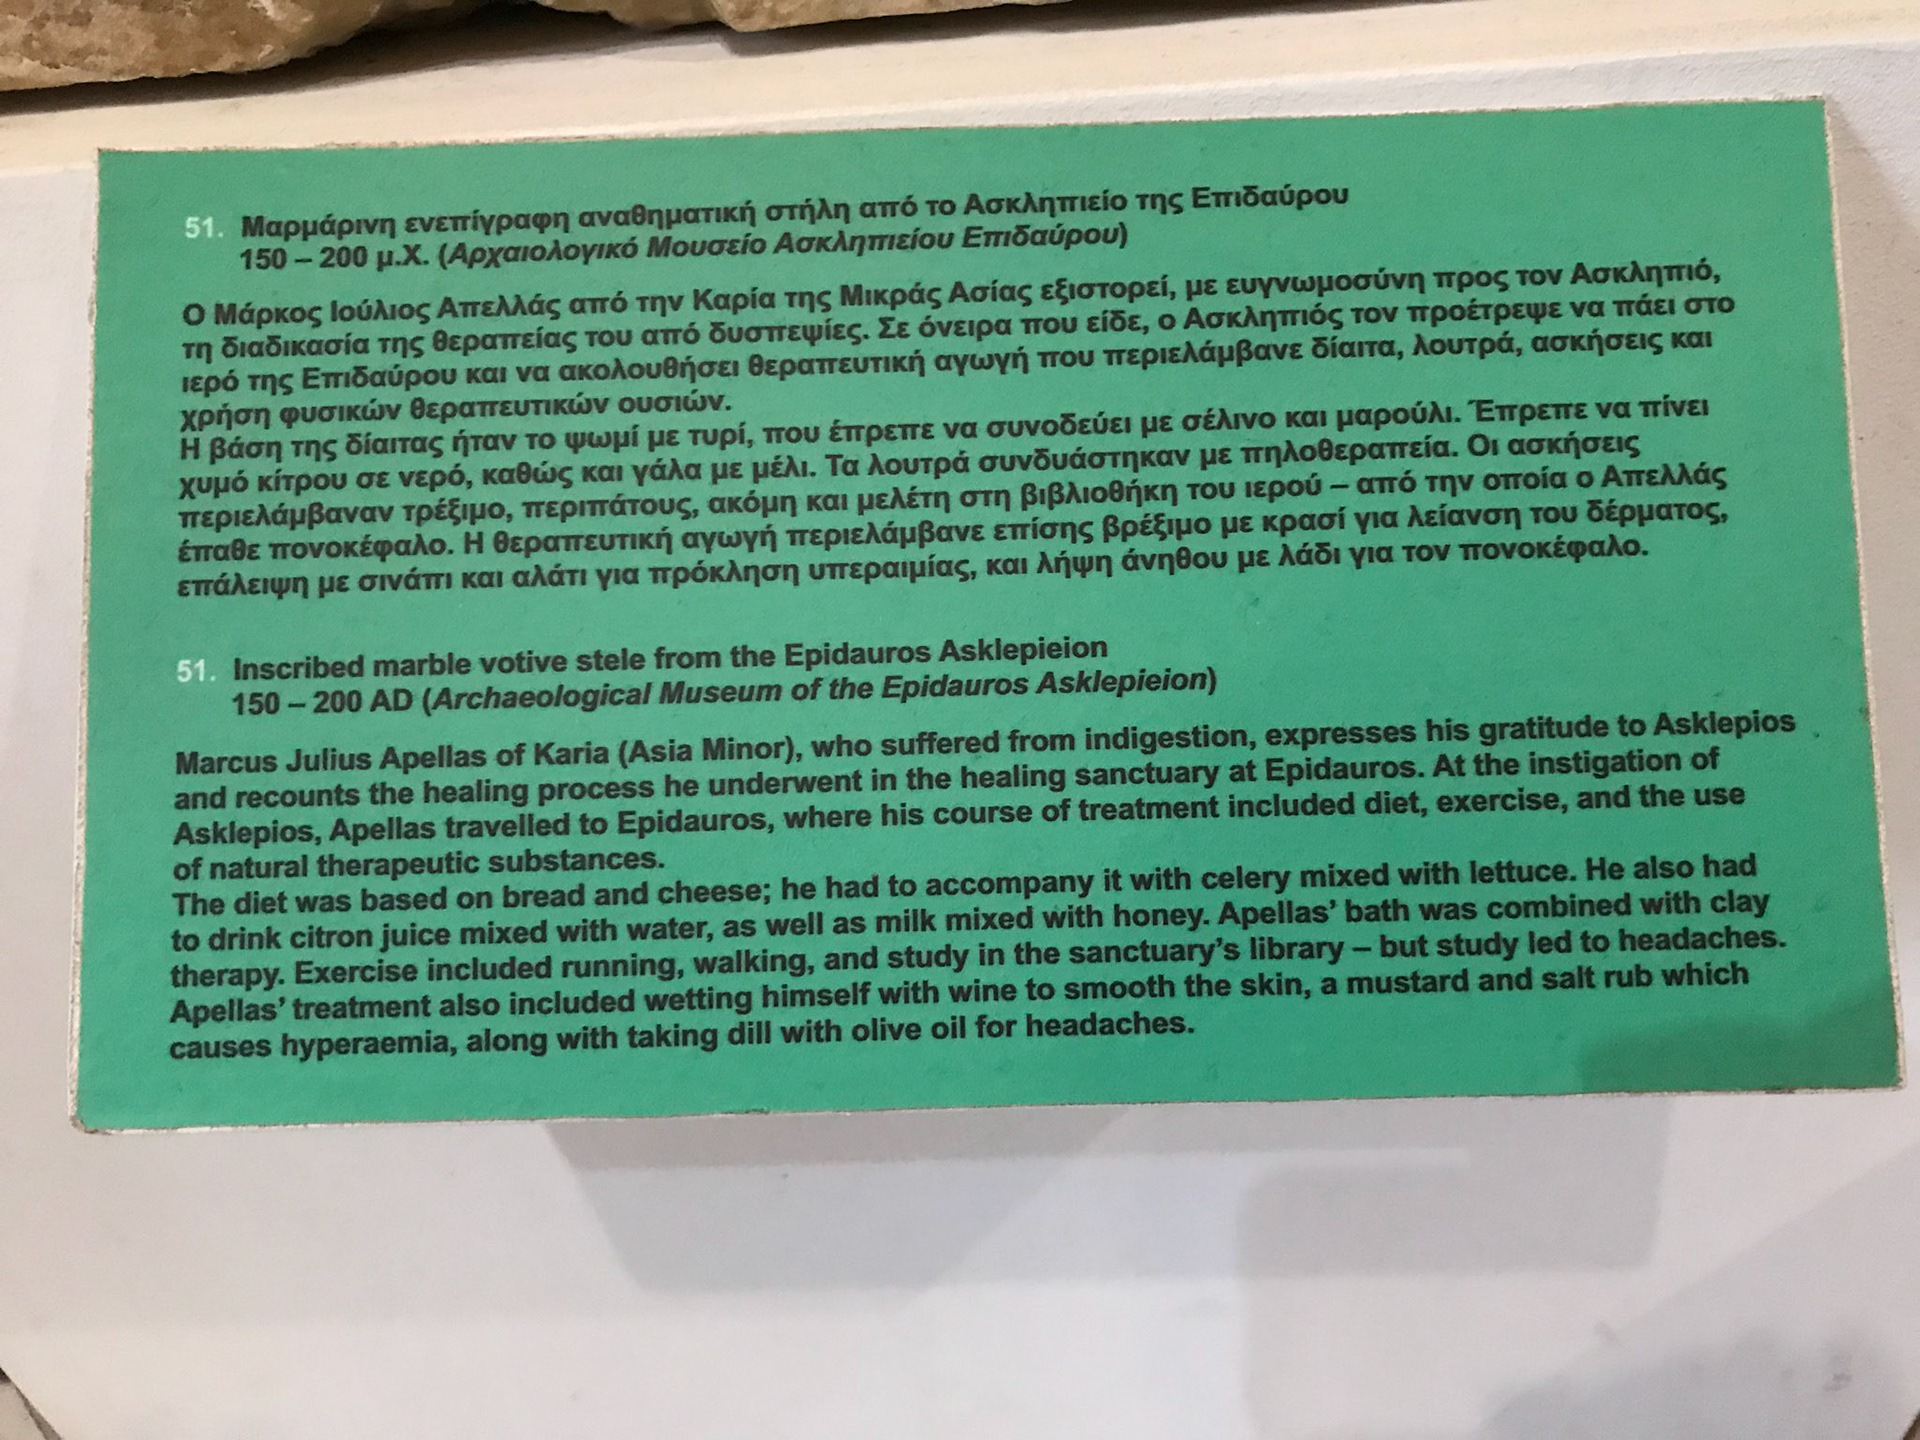 51. Μαρμάρινη ενεπίγραφη αναθηματική στήλη από το Ασκληπιείο της Επιδαύρου
150 – 200 μ.Χ. (Αρχαιολογικό Μουσείο Ασκληπιείου Επιδαύρου)
Ο Μάρκος Ιούλιος Απελλάς από την Καρία της Μικράς Ασίας εξιστορεί, με ευγνωμοσύνη προς τον Ασκληπιό,
τη διαδικασία της θεραπείας του από δυσπεψίες. Σε όνειρα που είδε, ο Ασκληπιός τον προέτρεψε να πάει στο
ιερό της Επιδαύρου και να ακολουθήσει θεραπευτική αγωγή που περιελάμβανε δίαιτα, λουτρά, ασκήσεις και
χρήση φυσικών θεραπευτικών ουσιών.
Η βάση της δίαιτας ήταν το ψωμί με τυρί, που έπρεπε να συνοδεύει με σέλινο και μαρούλι. Έπρεπε να πίνει
χυμό κίτρου σε νερό, καθώς και γάλα με μέλι. Τα λουτρά συνδυάστηκαν με πηλοθεραπεία. Οι ασκήσεις
περιελάμβαναν τρέξιμο, περιπάτους, ακόμη και μελέτη στη βιβλιοθήκη του ιερού – από την οποία ο Απελλάς
έπαθε πονοκέφαλο. Η θεραπευτική αγωγή περιελάμβανε επίσης βρέξιμο με κρασί για λείανση του δέρματος,
επάλειψη με σινάπι και αλάτι για πρόκληση υπεραιμίας, και λήψη άνηθου με λάδι για τον πονοκέφαλο.
51. Inscribed marble votive stele from the Epidauros Asklepieion
150 – 200 AD (Archaeological Museum of the Epidauros Asklepieion)
Marcus Julius Apellas of Karia (Asia Minor), who suffered from indigestion, expresses his gratitude to Asklepios
and recounts the healing process he underwent in the healing sanctuary at Epidauros. At the instigation of
Asklepios, Apellas travelled to Epidauros, where his course of treatment included diet, exercise, and the use
of natural therapeutic substances.
The diet was based on bread and cheese; he had to accompany it with celery mixed with lettuce. He also had
to drink citron juice mixed with water, as well as milk mixed with honey. Apellas’ bath was combined with clay
therapy. Exercise included running, walking, and study in the sanctuary’s library – but study led to headaches.
Apellas’ treatment also included wetting himself with wine to smooth the skin, a mustard and salt rub which
causes hyperaemia, along with taking dill with olive oil for headaches.